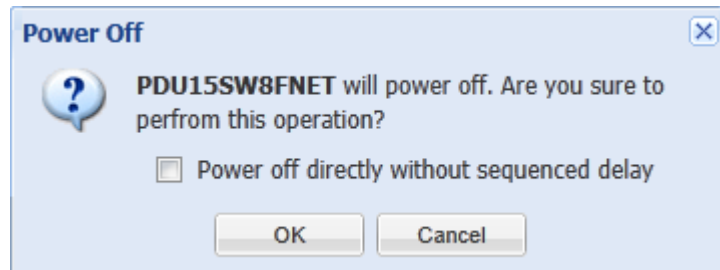 Power Off
PDU15SW8FNET will power off. Are you sure to
perfrom this operation?
Power off directly without sequenced delay
OK Cancel